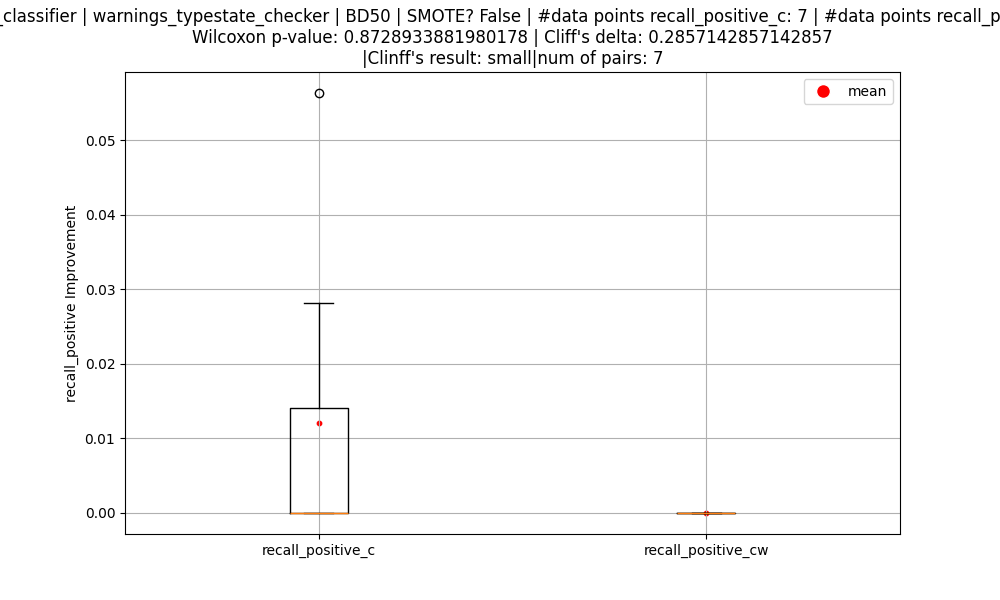 _classifier | warnings_typestate_checker | BD50 | SMOTE? False | #data points recall_positive_c: 7 | #data points recall_p
Wilcoxon p-value: 0.8728933881980178 | Cliff's delta: 0.2857142857142857
|Clinff's result: small|num of pairs: 7
mean
0.05
0.04
0.03
0.02
0.01
0.00
recall_positive Improvement
recall_positive_c
recall_positive_cw